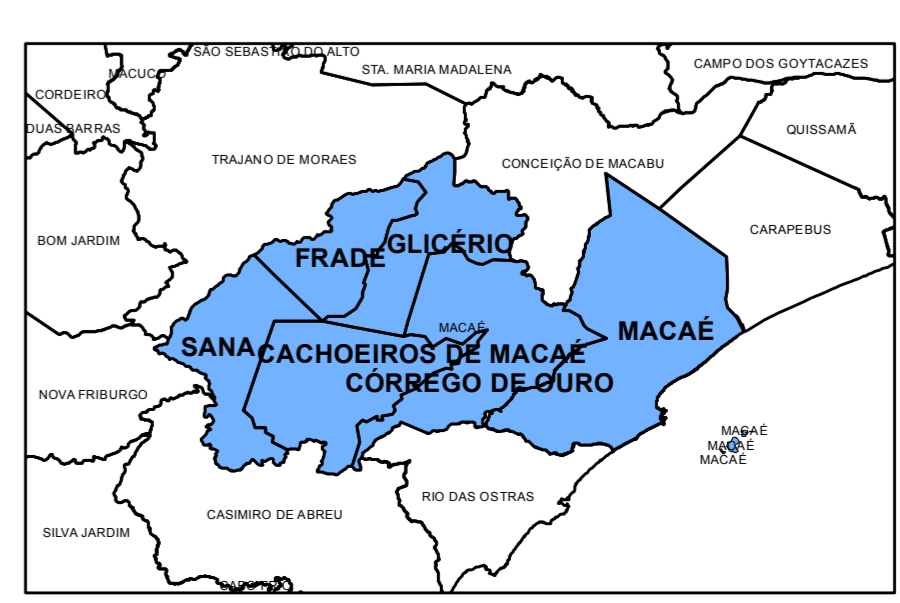 SÃO SEBASTIÃO DO ALTO
CAMPO DOS GOYTACAZES
STA. MARIA MADALENA
MACUCO
CORDEIRO
DUAS BARRAS
QUISSAMÃ
TRAJANO DE MORAES
CONCEIÇÃO DE MACABU
CARAPEBUS
BOM JARDIM
GLICÉRIO
FRADE
MACAÉ
MACAÉ
SANA
CACHOEIROS DE MACAÉ
CÓRREGO DE OURO
NOVA FRIBURGO
MACAÉ
MACAÉ
MACAÉ
RIO DAS OSTRAS
CASIMIRO DE ABREU
SILVA JARDIM
CABO FRIO